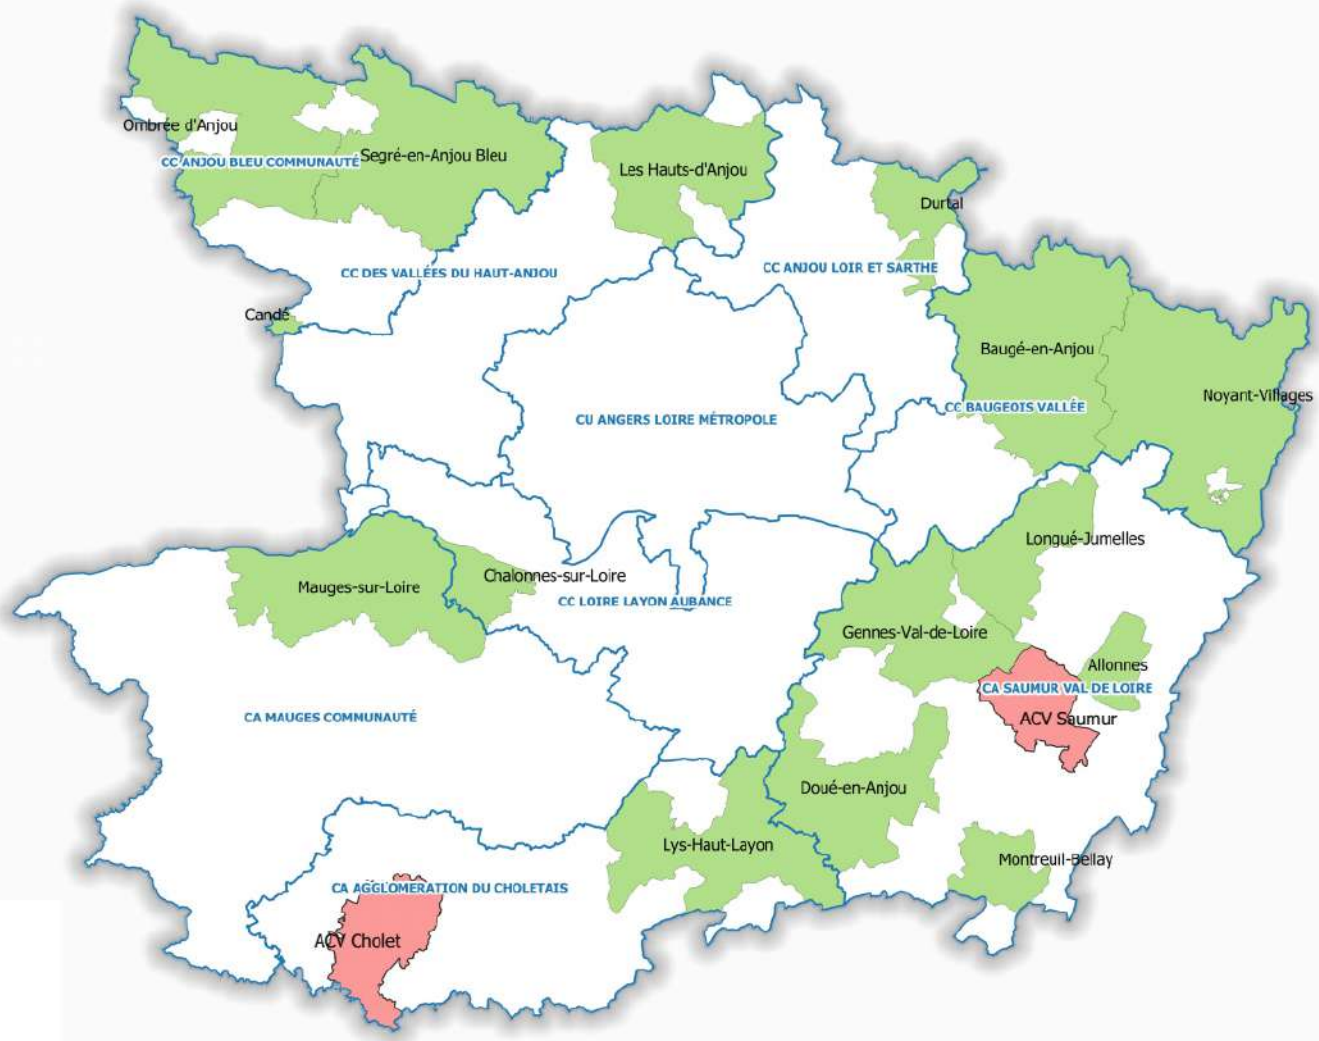 Ombrée d'Anjou
CC ANJOU BLEU COMMUNAUTÉ
Segré-en-Anjou Bleu
Les Hauts-d'Anjou
Durtal
CC DES VALLÉES DU HAUT-ANJOU
CC ANJOU LOIR ET SARTHE
Candé
Baugé-en-Anjou
Noyant-Villages
CC BAUGEOIS VALLÉE
CU ANGERS LOIRE MÉTROPOLE
Longué-Jumelles
Mauges-sur-Loire
Chalonnes-sur-Loire
CC LOIRE LAYON AUBANCE
Gennes-Val-de-Loire
Allonnes
CA SAUMUR VAL DE LOIRE
CA MAUGES COMMUNAUTÉ
ACV Saumur
Doué-en-Anjou
Lys-Haut-Layon
Montreuil-Bellay
CA AGGLOMERATION DU CHOLETAIS
ACV Cholet